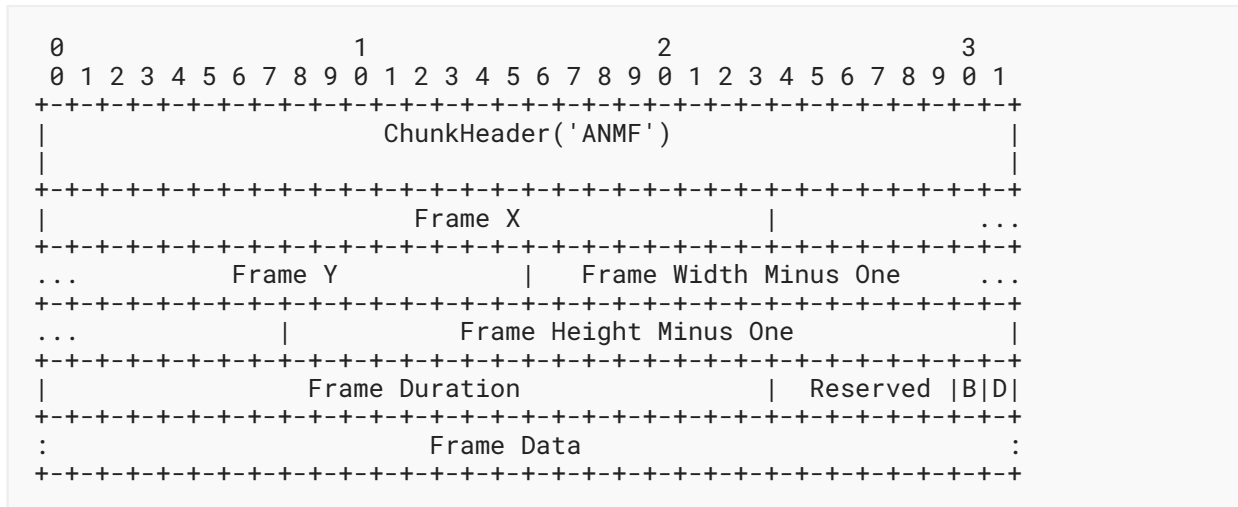 0                   1                   2                   3
 0 1 2 3 4 5 6 7 8 9 0 1 2 3 4 5 6 7 8 9 0 1 2 3 4 5 6 7 8 9 0 1
+-+-+-+-+-+-+-+-+-+-+-+-+-+-+-+-+-+-+-+-+-+-+-+-+-+-+-+-+-+-+-+-+
|                      ChunkHeader('ANMF')                      |
|                                                               |
+-+-+-+-+-+-+-+-+-+-+-+-+-+-+-+-+-+-+-+-+-+-+-+-+-+-+-+-+-+-+-+-+
|                        Frame X                |             ...
+-+-+-+-+-+-+-+-+-+-+-+-+-+-+-+-+-+-+-+-+-+-+-+-+-+-+-+-+-+-+-+-+
...          Frame Y            |   Frame Width Minus One     ...
+-+-+-+-+-+-+-+-+-+-+-+-+-+-+-+-+-+-+-+-+-+-+-+-+-+-+-+-+-+-+-+-+
...             |           Frame Height Minus One              |
+-+-+-+-+-+-+-+-+-+-+-+-+-+-+-+-+-+-+-+-+-+-+-+-+-+-+-+-+-+-+-+-+
|                 Frame Duration                |  Reserved |B|D|
+-+-+-+-+-+-+-+-+-+-+-+-+-+-+-+-+-+-+-+-+-+-+-+-+-+-+-+-+-+-+-+-+
:                         Frame Data                            :
+-+-+-+-+-+-+-+-+-+-+-+-+-+-+-+-+-+-+-+-+-+-+-+-+-+-+-+-+-+-+-+-+